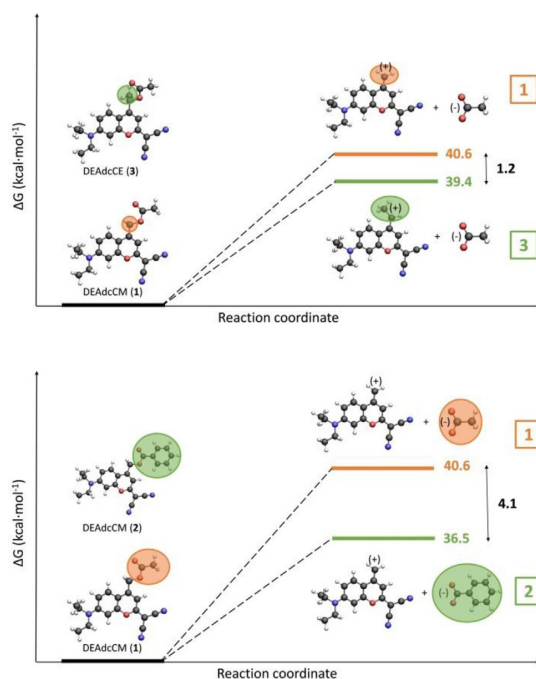 ΔG (kcal·mol⁻¹)
DEAdcCE (3)
DEAdcCM (1)
(+)
+
(-)
1
40.6
1.2
39.4
(+)
+
(-)
3
Reaction coordinate
ΔG (kcal·mol⁻¹)
DEAdcCM (2)
DEAdcCM (1)
(+)
+
(-)
1
40.6
4.1
36.5
(+)
+
(-)
2
Reaction coordinate